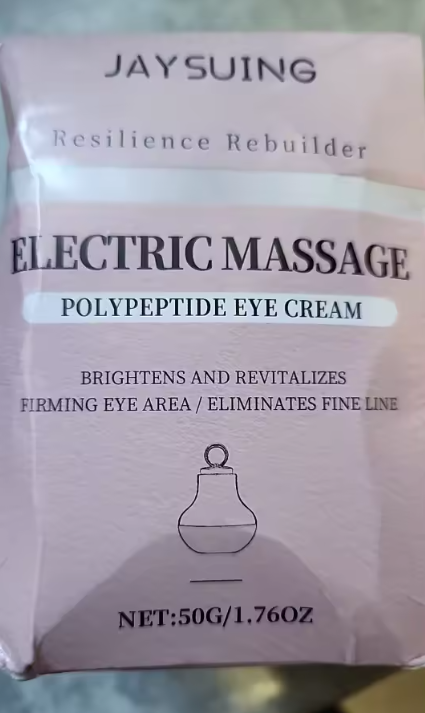 JAYSUING
Resilience Rebuilder
ELECTRIC MASSAGE
POLYPEPTIDE EYE CREAM
BRIGHTENS AND REVITALIZES
FIRMING EYE AREA / ELIMINATES FINE LINE
NET:50G/1.76OZ